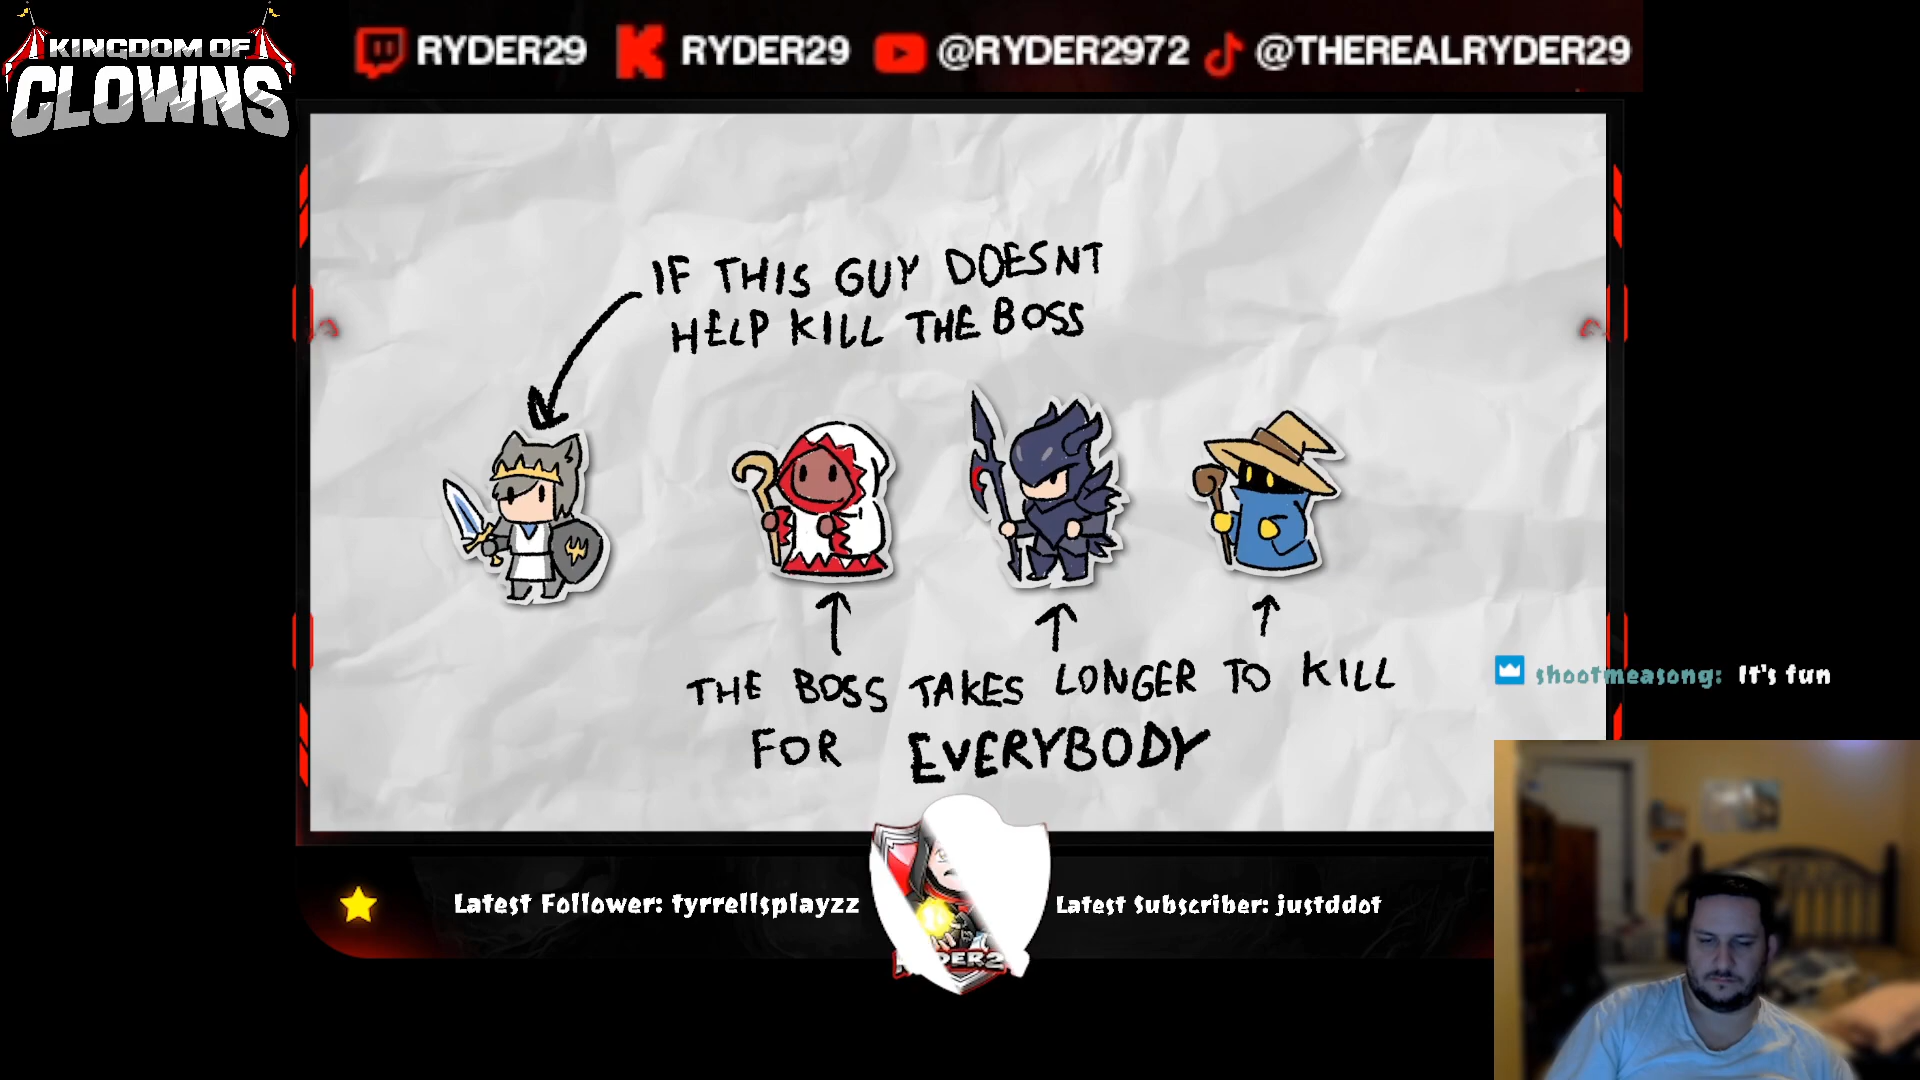 KINGDOM OF
CLOWNS
RYDER29
RYDER29
@RYDER2972
@THEREALRYDER29
IF THIS GUY DOESNT
HELP KILL THE BOSS
THE BOSS TAKES LONGER TO KILL
FOR EVERYBODY
shootmeasong: It's fun
Latest Follower: tyrrellsplayzz
Latest Subscriber: justddot